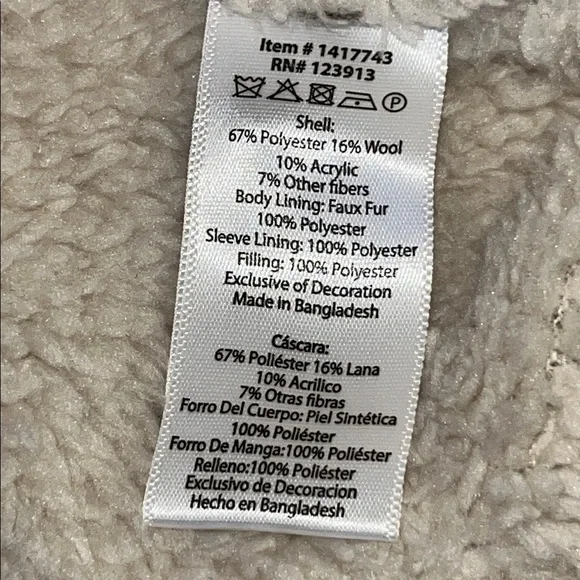 Item # 1417743
RN# 123913
P
Shell:
67% Polyester 16% Wool
10% Acrylic
7% Other fibers
Body Lining: Faux Fur
100% Polyester
Sleeve Lining: 100% Polyester
Filling: 100% Polyester
Exclusive of Decoration
Made in Bangladesh
Cáscara:
67% Poliéster 16% Lana
10% Acrilico
7% Otras fibras
Forro Del Cuerpo: Piel Sintética
100% Poliéster
Forro De Manga:100% Poliéster
Relleno:100% Poliéster
Exclusivo de Decoracion
Hecho en Bangladesh